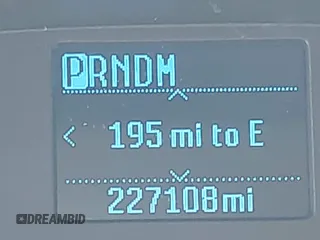 PRNDM
< 195 mi to E
227108mi
DREAMBID